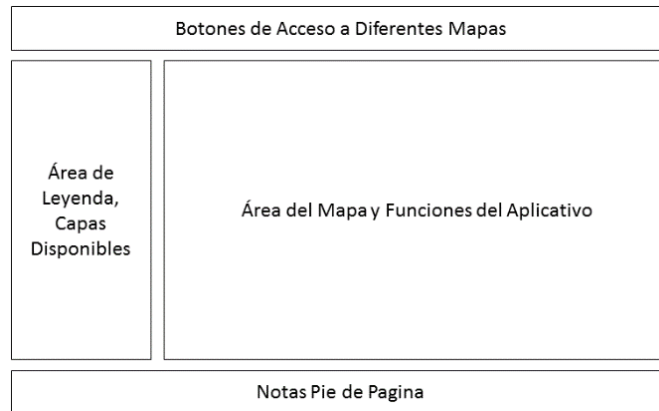 Botones de Acceso a Diferentes Mapas
Área de
Leyenda,
Capas
Disponibles
Área del Mapa y Funciones del Aplicativo
Notas Pie de Pagina